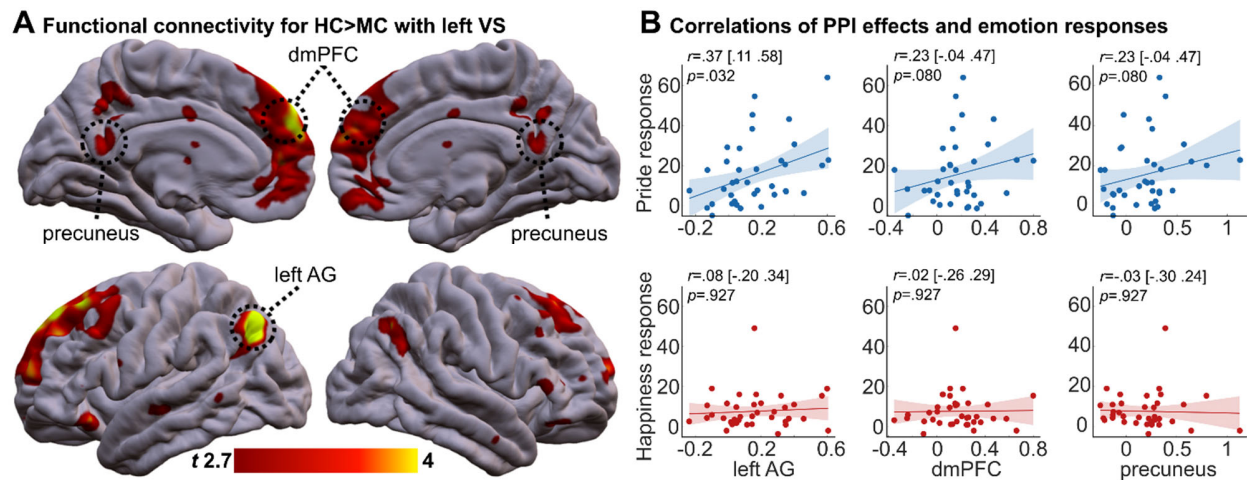 A Functional connectivity for HC>MC with left VS
dmPFC
precuneus
precuneus
left AG
t 2.7
4
B Correlations of PPI effects and emotion responses
r=.37 [.11 .58]
p=.032
r=.23 [-04 .47]
p=.080
r=.23 [-04 .47]
p=.080
Pride response
60
40
20
0
-0.2
0.2
0.6
60
40
20
0
-0.4
0
0.4
0.8
60
40
20
0
0
0.5
1
r=.08 [-.20 .34]
p=.927
r=.02 [-.26 .29]
p=.927
r=-.03 [-.30 .24]
p=.927
Happiness response
60
40
20
0
-0.2
0.2
0.6
left AG
60
40
20
0
-0.4
0
0.4
0.8
dmPFC
60
40
20
0
0
0.5
1
precuneus